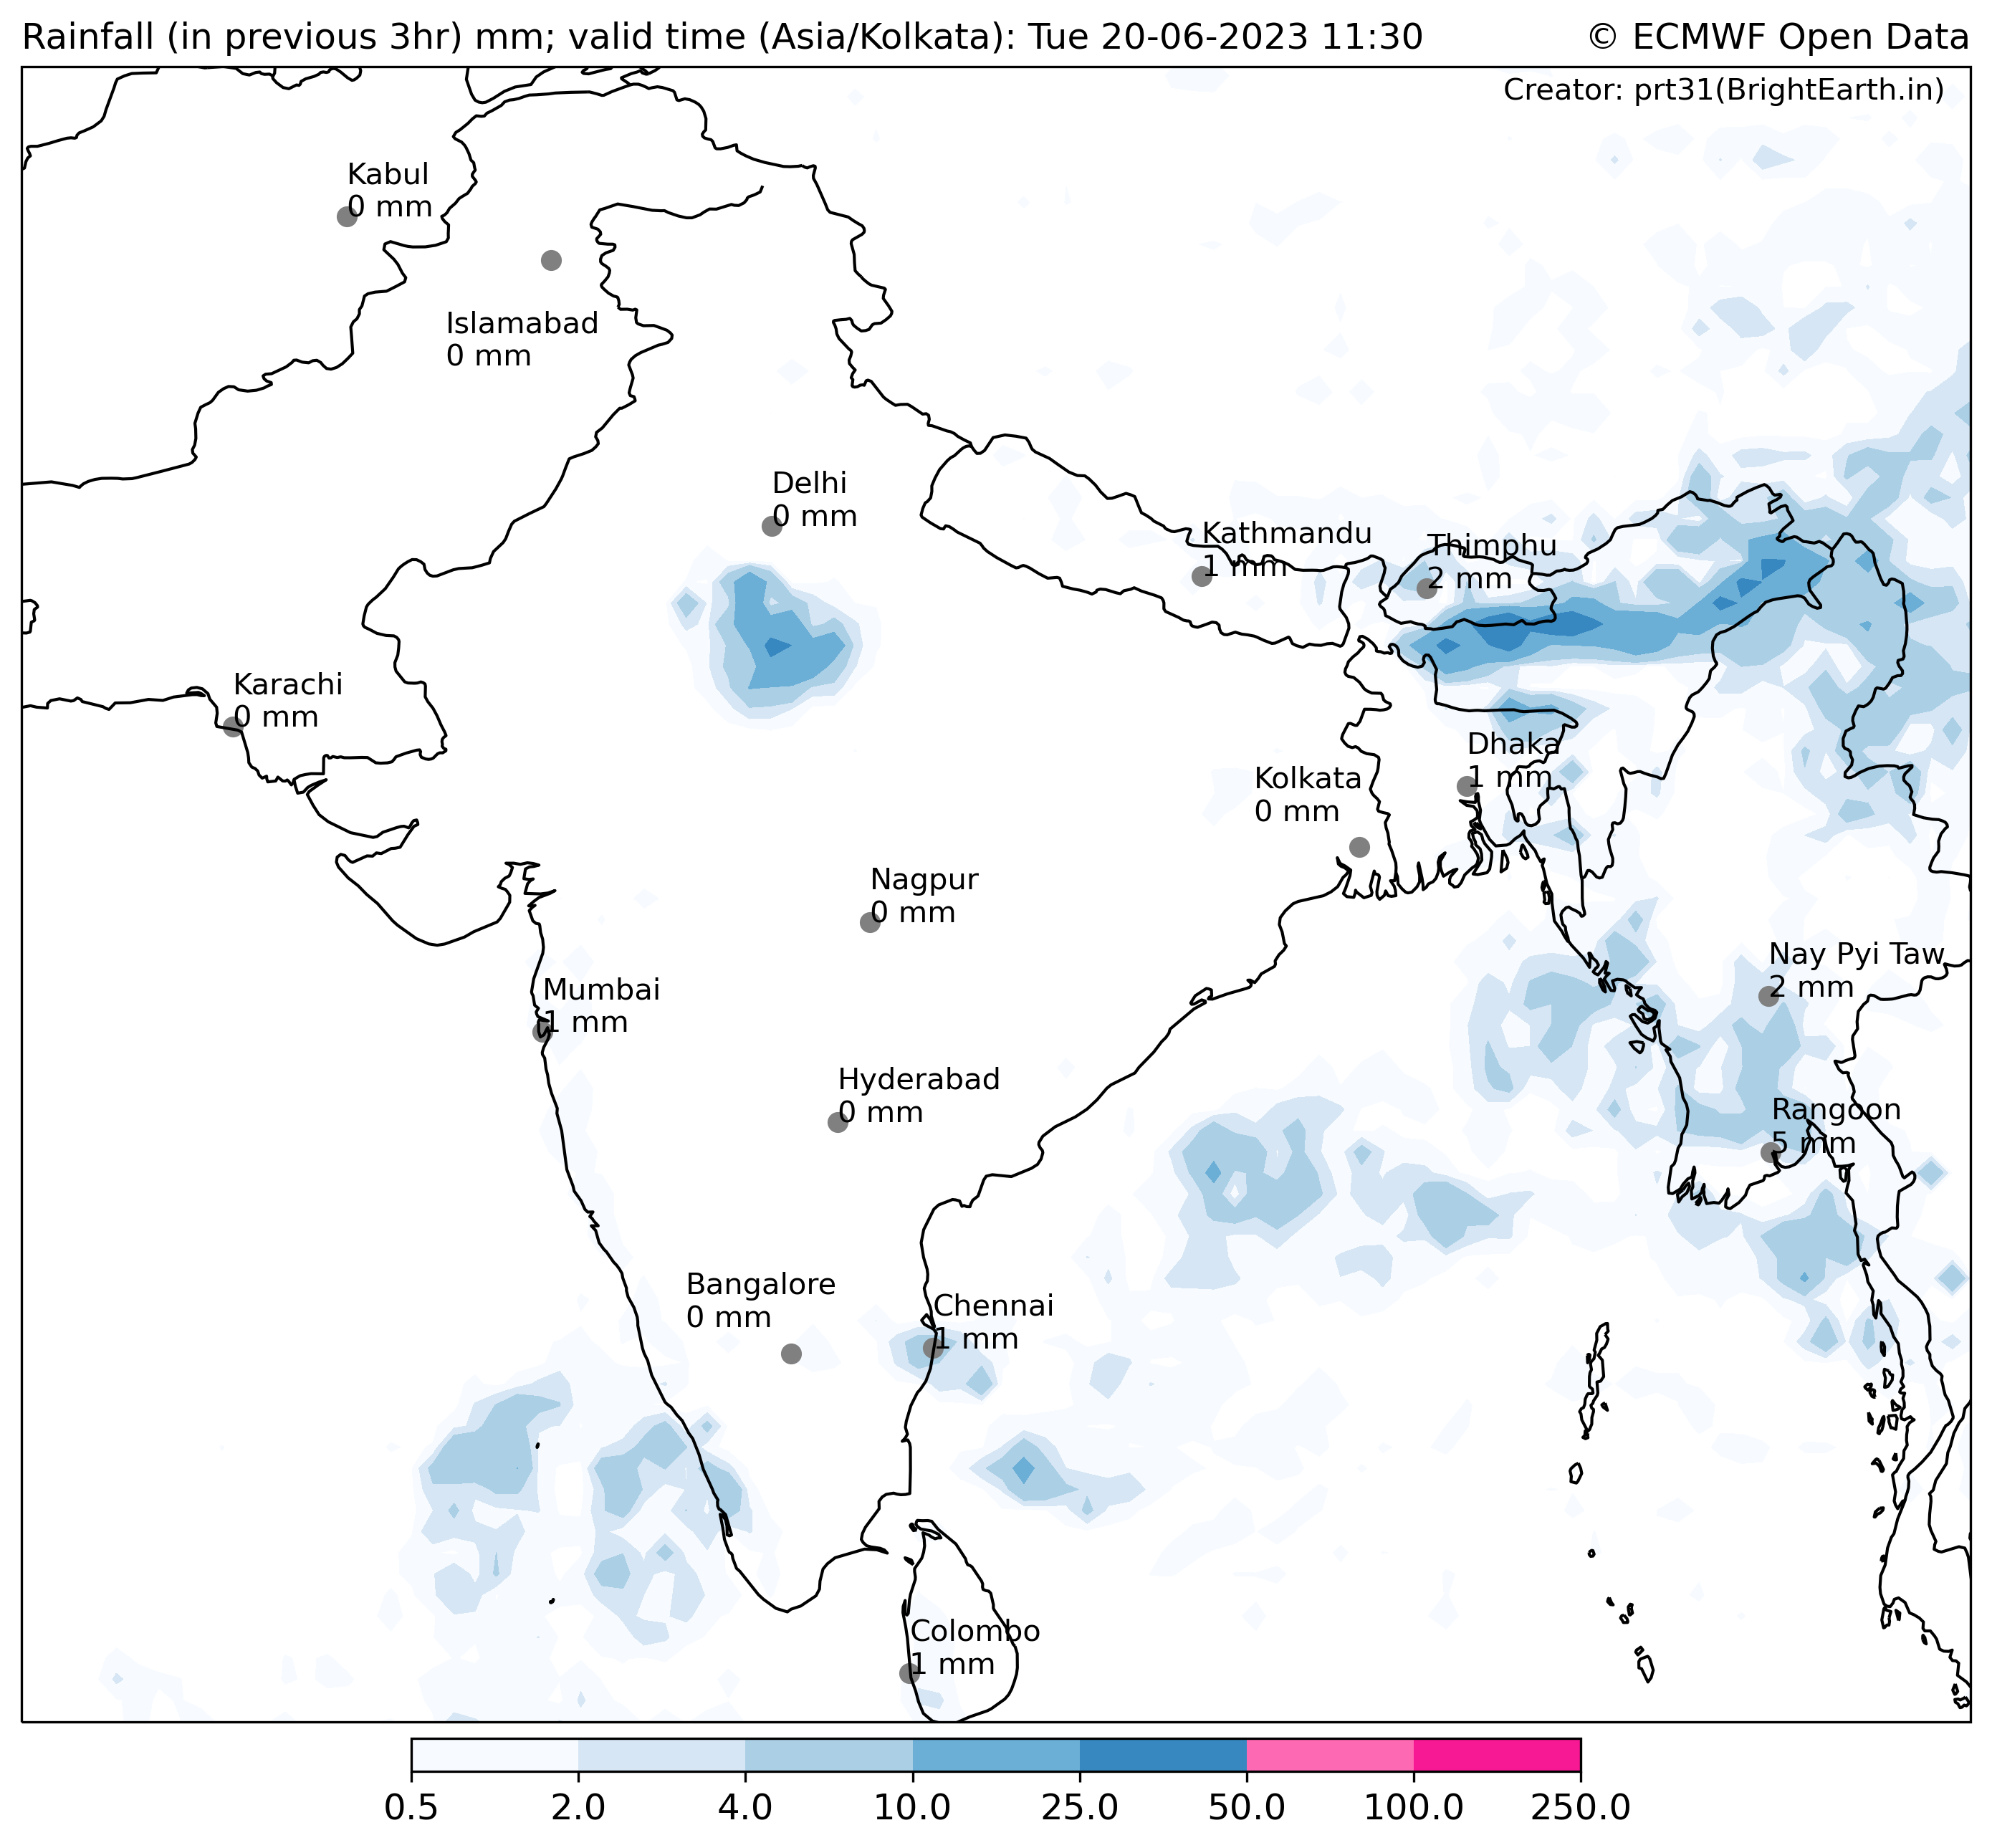 Rainfall (in previous 3hr) mm; valid time (Asia/Kolkata): Tue 20-06-2023 11:30
© ECMWF Open Data
Creator: prt31(BrightEarth.in)
Kabul
0 mm
Islamabad
0 mm
Delhi
0 mm
Kathmandu
1 mm
Thimphu
2 mm
Karachi
0 mm
Dhaka
1 mm
Kolkata
0 mm
Nagpur
0 mm
Nay Pyi Taw
2 mm
Mumbai
1 mm
Hyderabad
0 mm
Rangoon
5 mm
Bangalore
0 mm
Chennai
1 mm
Colombo
1 mm
0.5 2.0 4.0 10.0 25.0 50.0 100.0 250.0